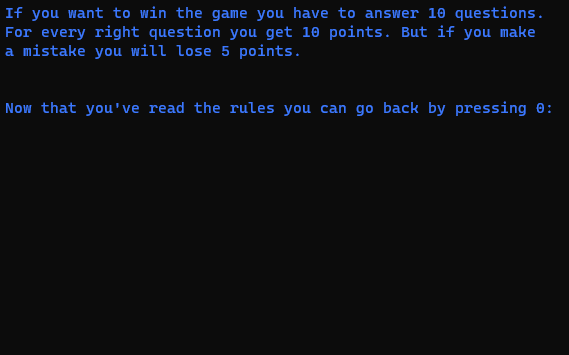 If you want to win the game you have to answer 10 questions.
For every right question you get 10 points. But if you make
a mistake you will lose 5 points.
Now that you've read the rules you can go back by pressing 0: